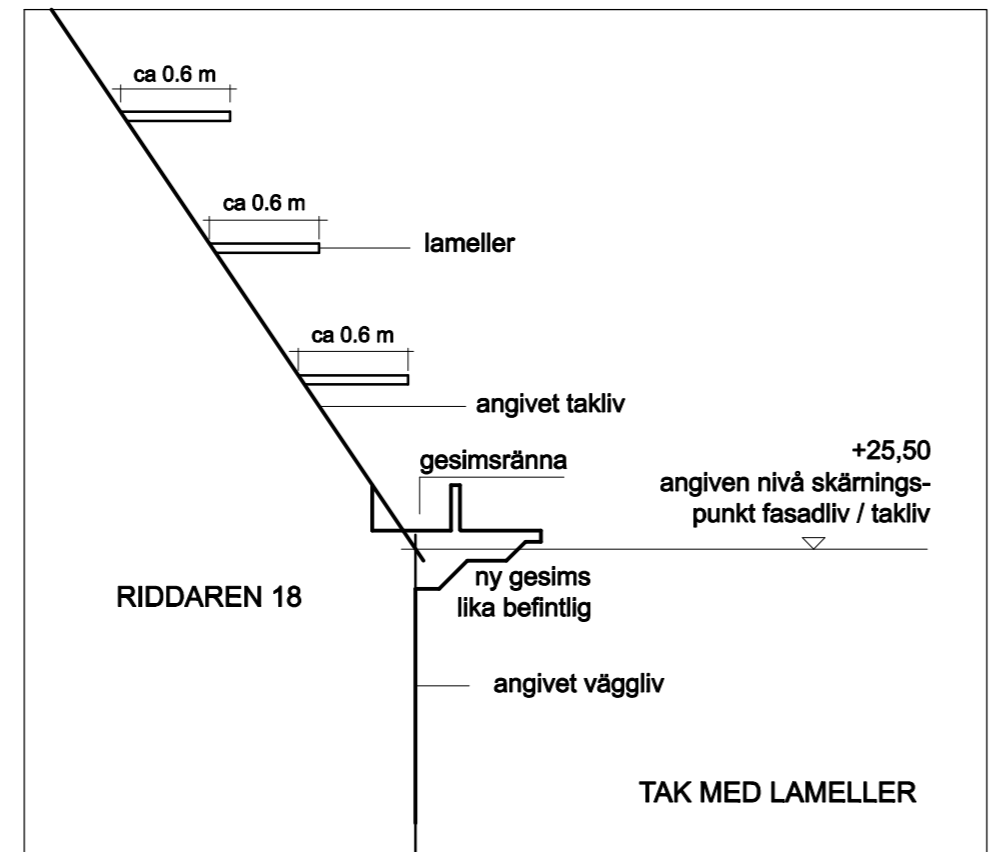 ca 0.6 m
ca 0.6 m
lameller
ca 0.6 m
angivet takliv
gesimsränna
+25,50
angiven nivå skärnings-
punkt fasadliv / takliv
RIDDAREN 18
ny gesims
lika befintlig
angivet väggliv
TAK MED LAMELLER